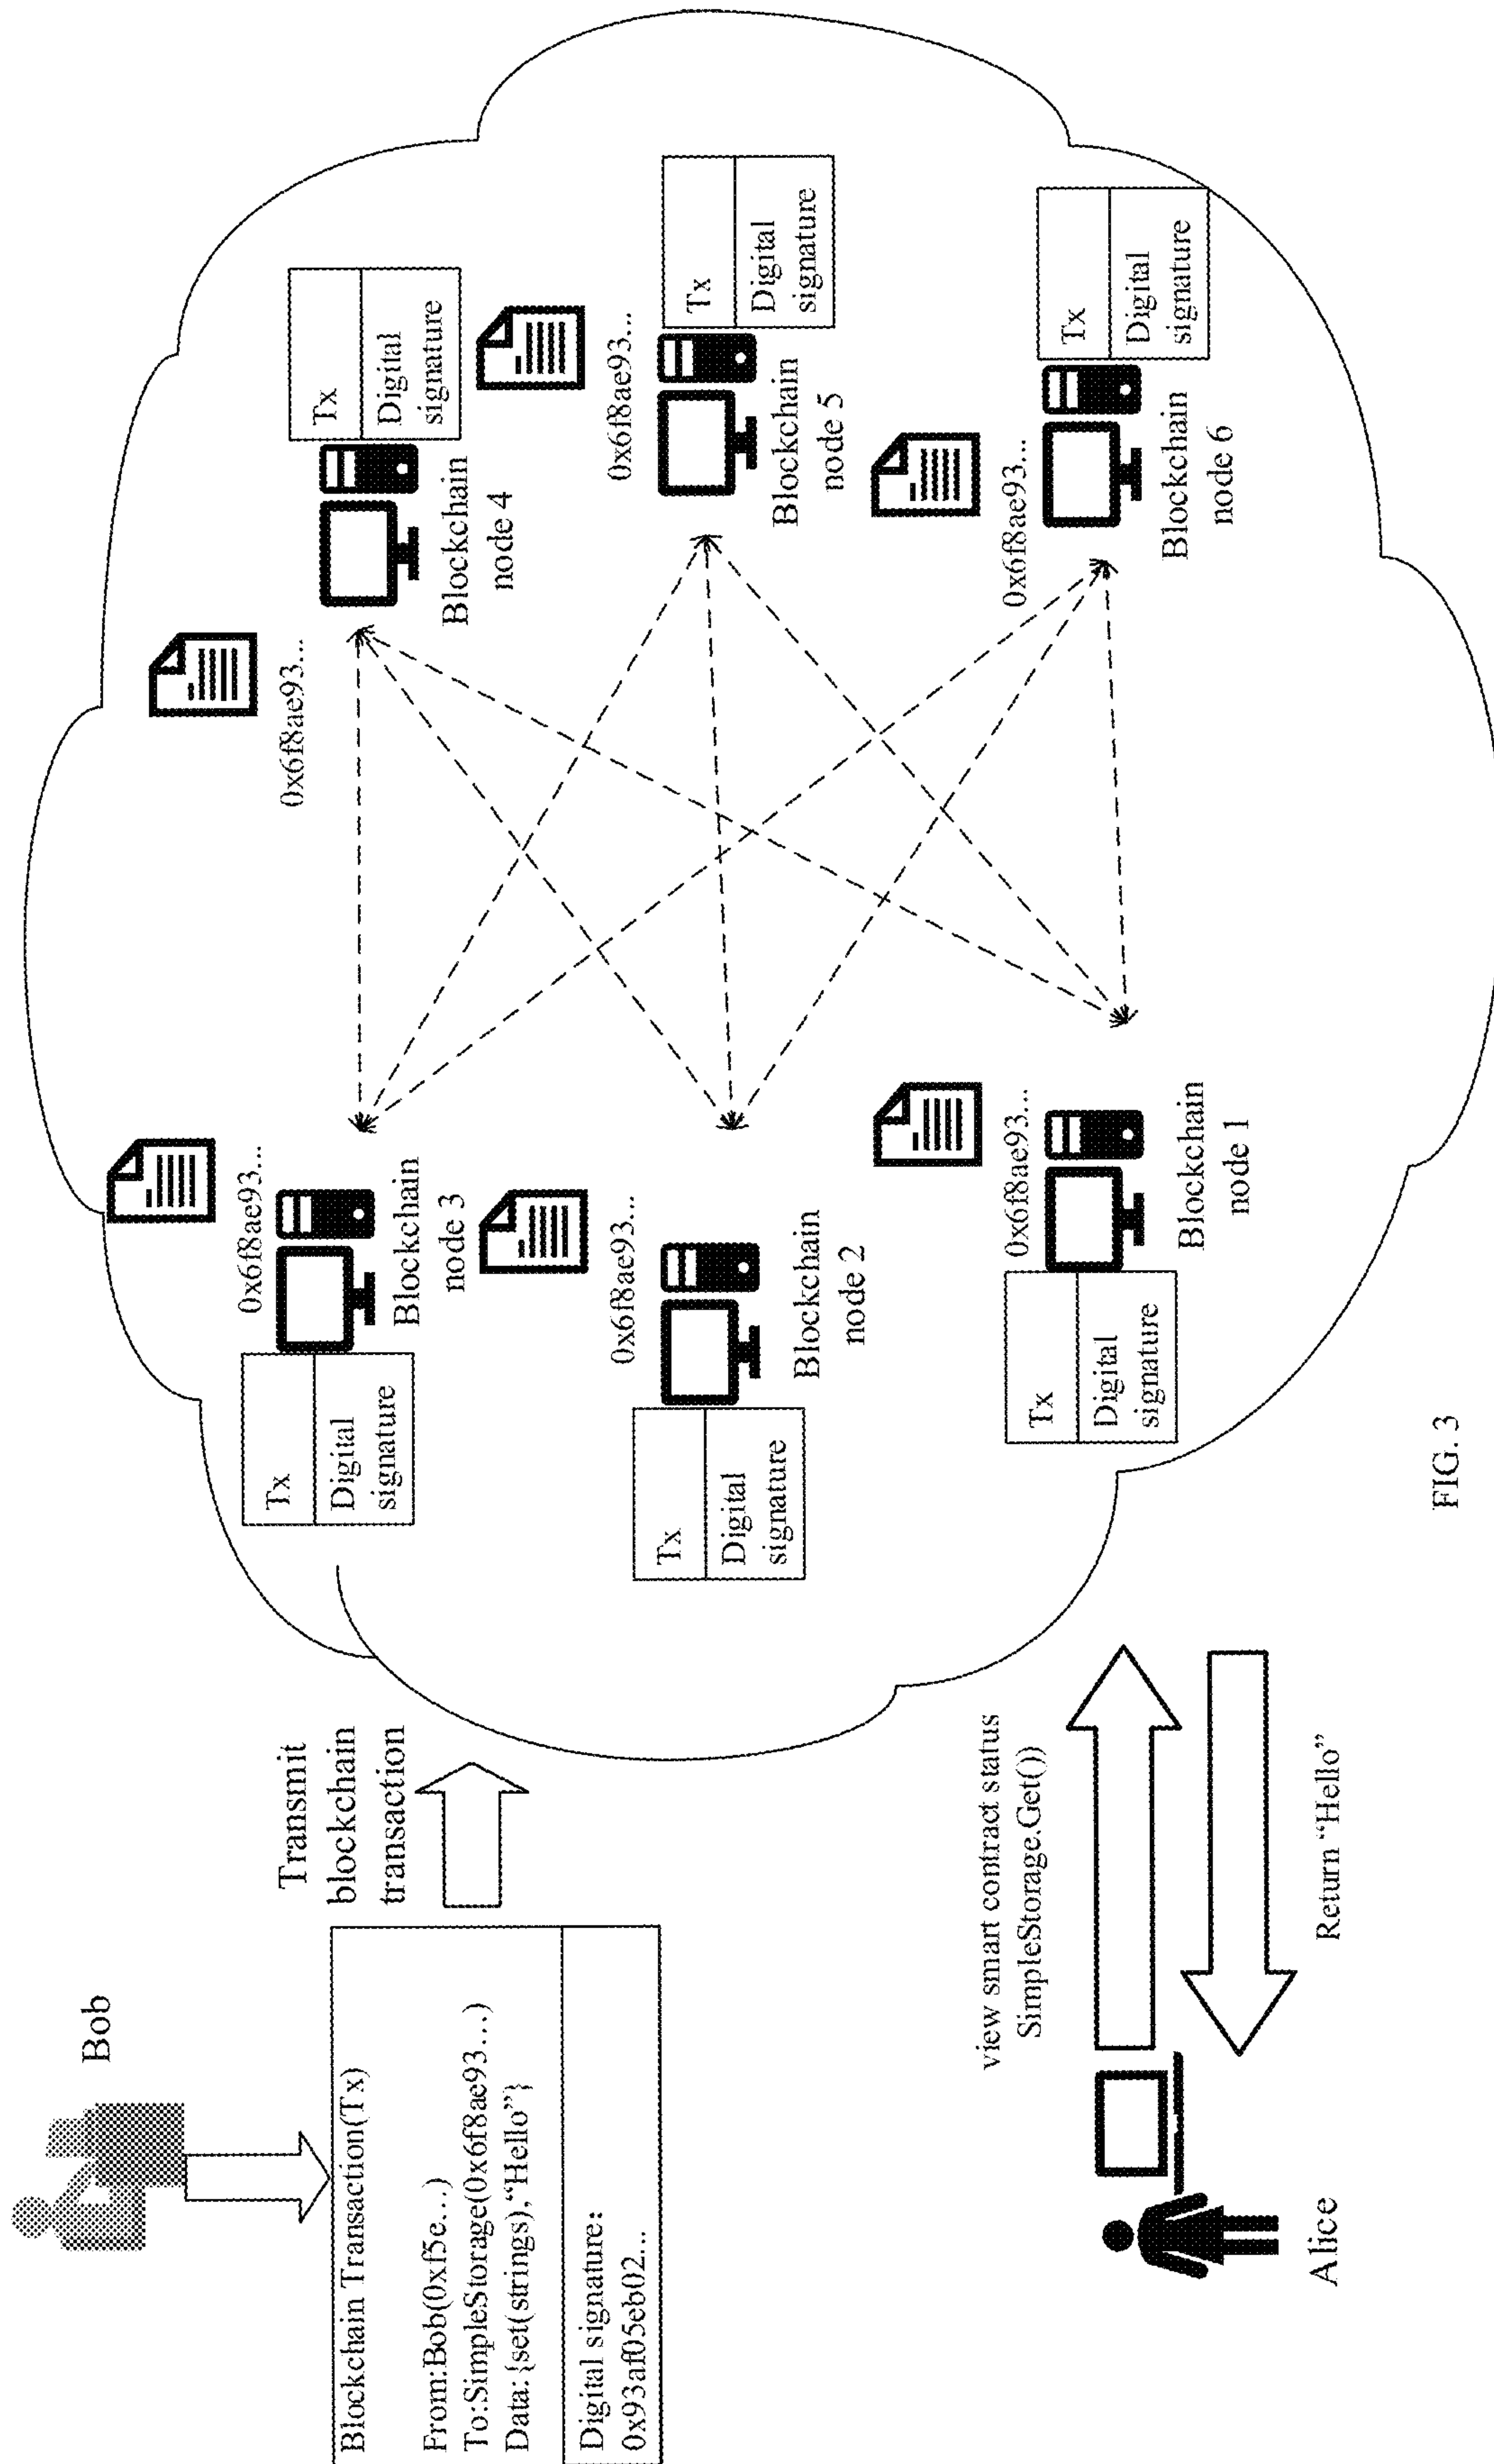 Bob
Blockchain Transaction(Tx)
From:Bob(0xf5e...)
To:SimpleStorage(0x6f8ae93...)
Data: {set(strings),“Hello”}
Digital signature:
0x93af05eb02...
Transmit
blockchain
transaction
Alice
view smart contract status
SimpleStorage.Get())
Return “Hello”
0x6f8ae93...
Tx
Digital
signature
Blockchain
node 3
0x6f8ae93...
Tx
Digital
signature
Blockchain
node 2
0x6f8ae93...
Tx
Digital
signature
Blockchain
node 1
0x6f8ae93...
Tx
Digital
signature
Blockchain
node 4
0x6f8ae93...
Tx
Digital
signature
Blockchain
node 5
0x6f8ae93...
Tx
Digital
signature
Blockchain
node 6
FIG. 3